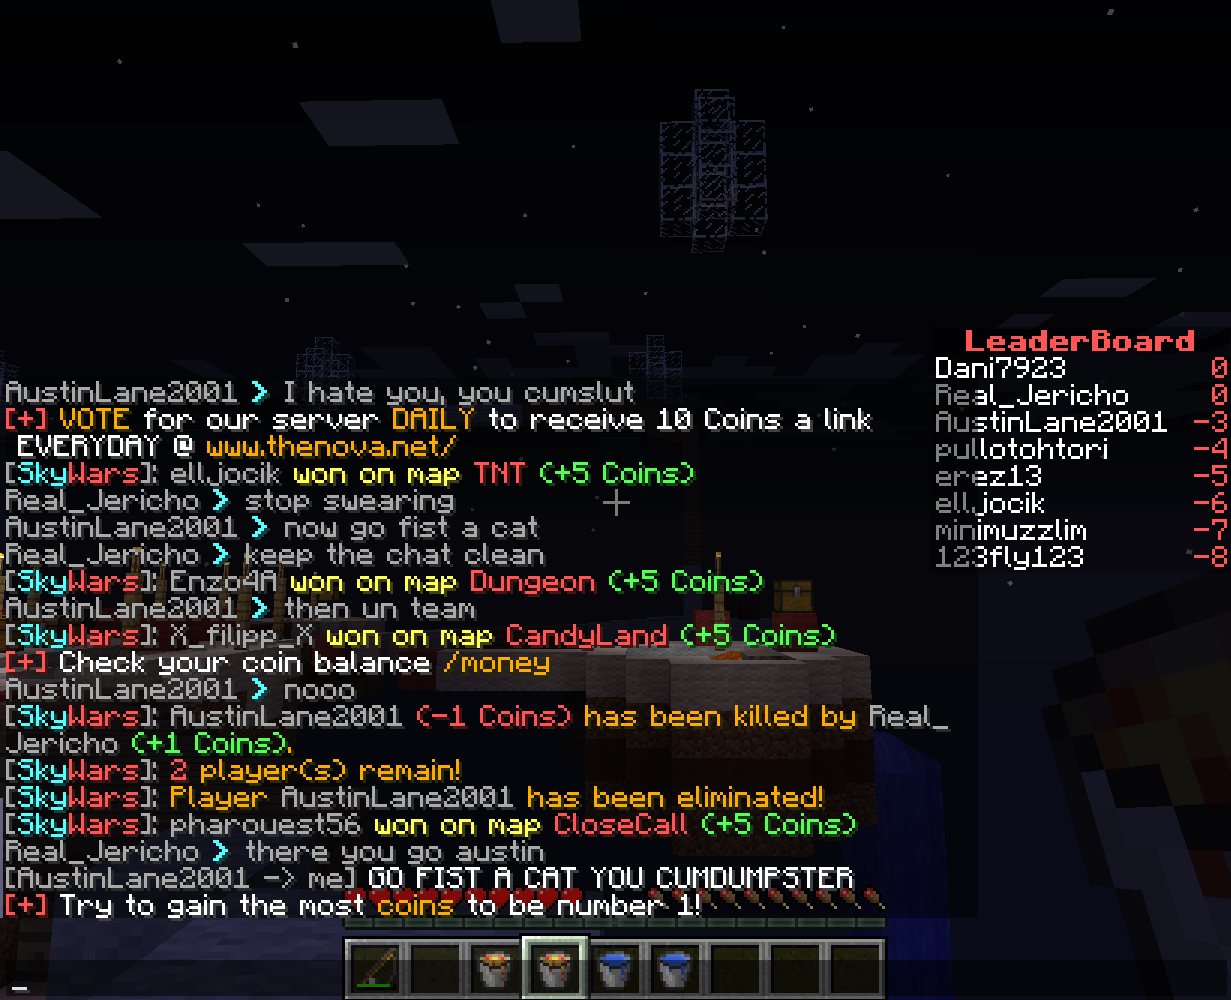 LeaderBoard
Dani7923 0
Real_Jericho 0
AustinLane2001 -3
pullotohtori -4
erez13 -5
elljocik -6
minimuzzlim -7
123fly123 -8
AustinLane2001 > I hate you, you cumslut
[+] VOTE for our server DAILY to receive 10 Coins a link
EVERYDAY @ www.thenova.net/
[SkyWars]: elljocik won on map TNT (+5 Coins)
Real_Jericho > stop swearing
AustinLane2001 > now go fist a cat
Real_Jericho > keep the chat clean
[SkyWars]: Enzo4A won on map Dungeon (+5 Coins)
AustinLane2001 > then un team
[SkyWars]: X_filipp_X won on map CandyLand (+5 Coins)
[+] Check your coin balance /money
AustinLane2001 > nooo
[SkyWars]: AustinLane2001 (-1 Coins) has been killed by Real_
Jericho (+1 Coins).
[SkyWars]: 2 player(s) remain!
[SkyWars]: Player AustinLane2001 has been eliminated!
[SkyWars]: pharouest56 won on map CloseCall (+5 Coins)
Real_Jericho > there you go austin
[AustinLane2001 -> me] GO FIST A CAT YOU CUMDUMPSTER
[+] Try to gain the most coins to be number 1!
_